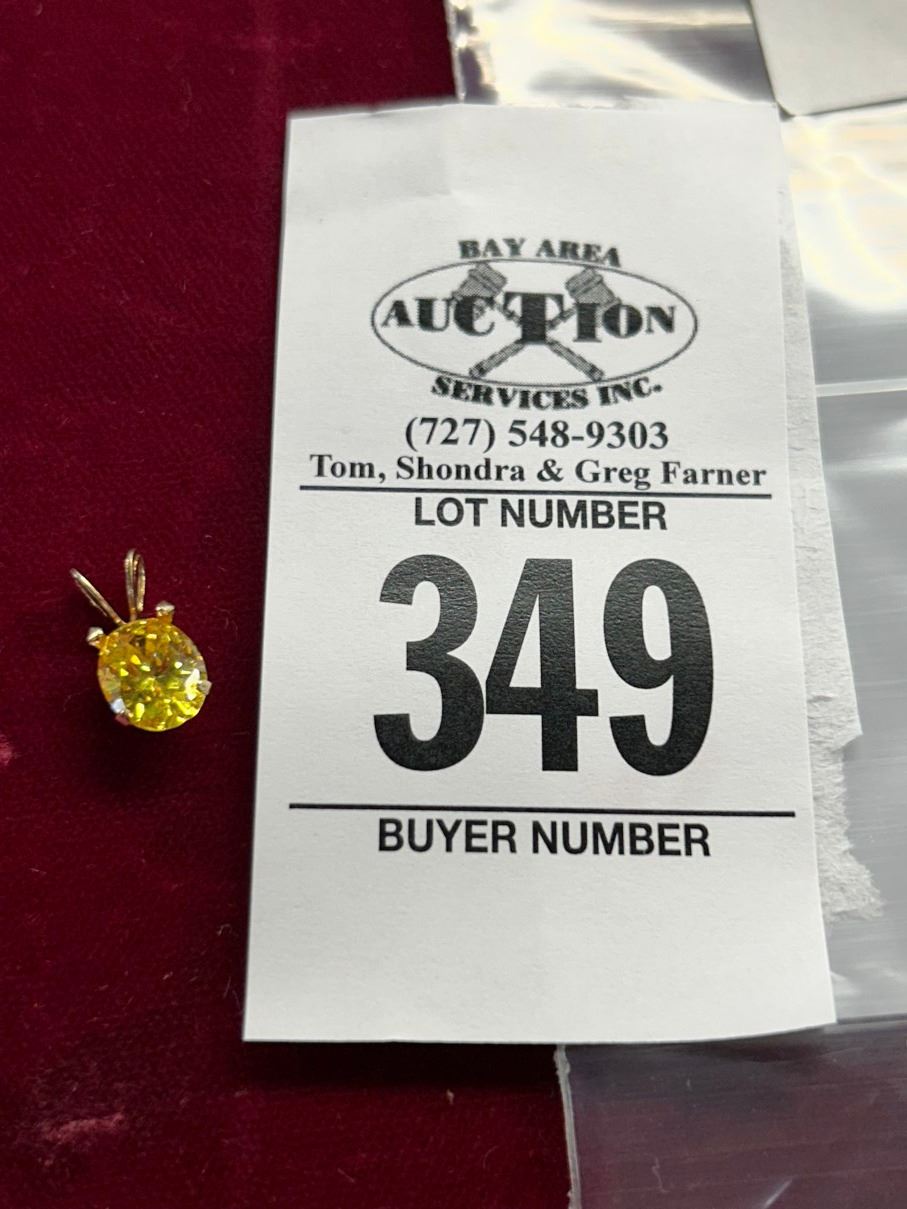 BAY AREA
AUCTION
SERVICES INC.
(727) 548-9303
Tom, Shondra & Greg Farner
LOT NUMBER
349
BUYER NUMBER